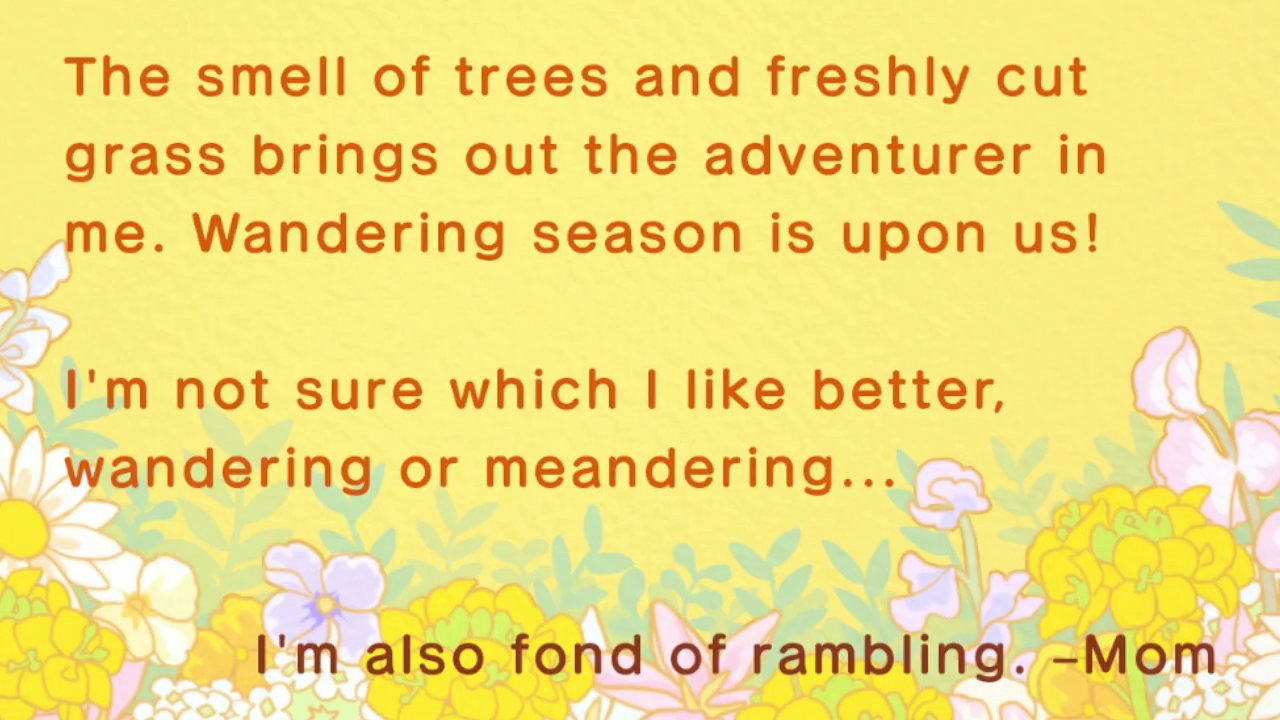 The smell of trees and freshly cut
grass brings out the adventurer in
me. Wandering season is upon us!
I'm not sure which I like better,
wandering or meandering...
I'm also fond of rambling. –Mom